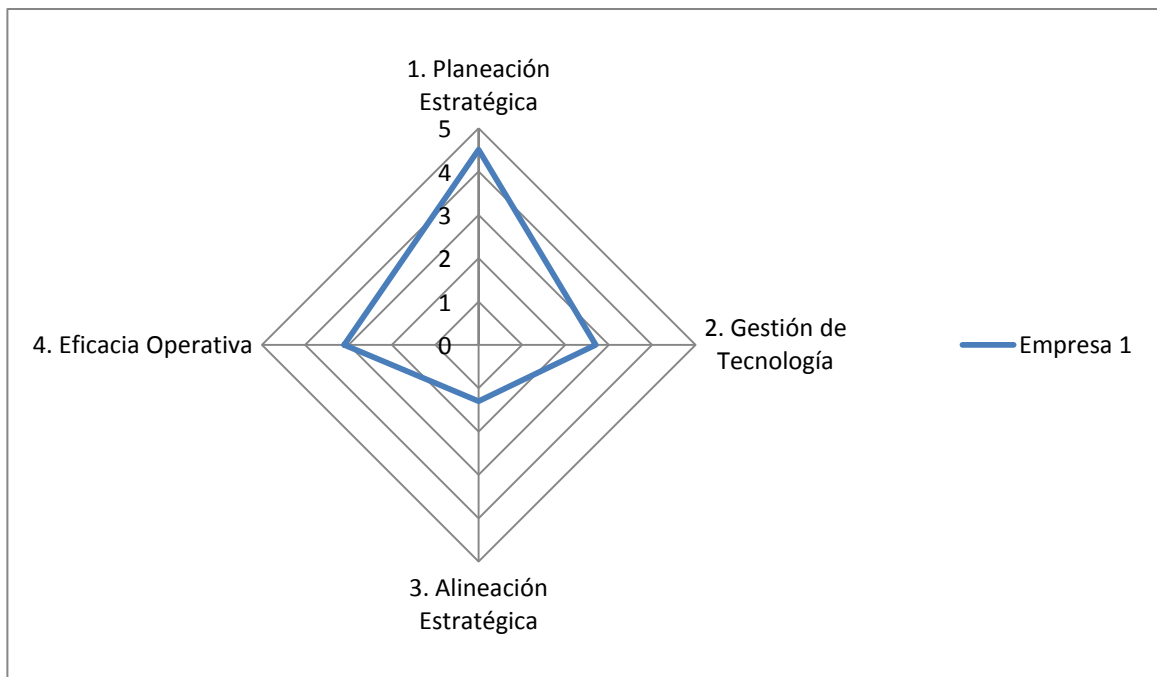 1. Planeación
Estratégica
5
4
3
2
1
0
4. Eficacia Operativa
2. Gestión de
Tecnología
Empresa 1
3. Alineación
Estratégica